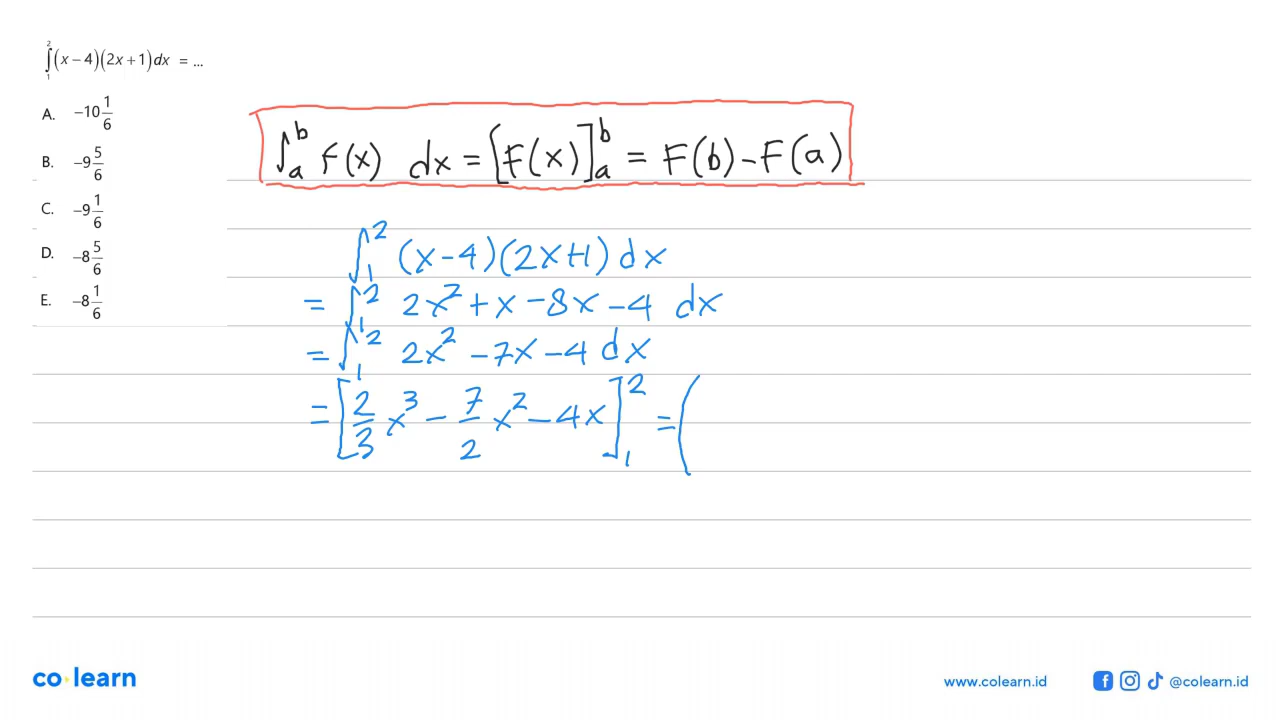 ∫₁² (x − 4)(2x + 1) dx = ...
A. −10 1/6
B. −9 5/6
C. −9 1/6
D. −8 5/6
E. −8 1/6
∫ₐᵇ f(x) dx = [F(x)]ₐᵇ = F(b) − F(a)
∫₁² (x−4)(2x+1) dx
= ∫₁² 2x² + x − 8x − 4 dx
= ∫₁² 2x² − 7x − 4 dx
= [2/3 x³ − 7/2 x² − 4x]₁² = (
co·learn
www.colearn.id
@colearn.id